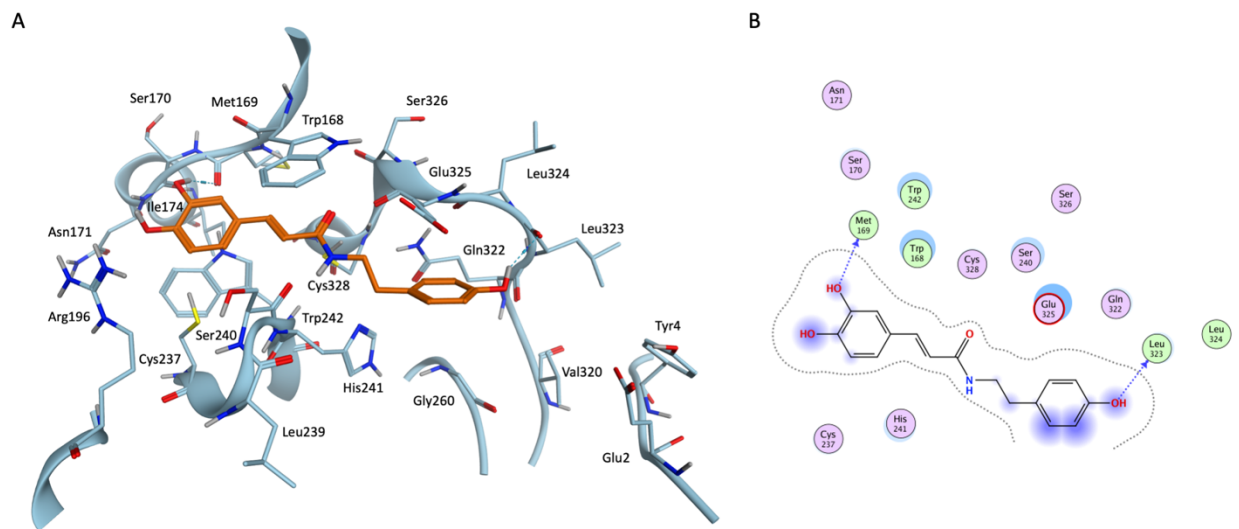 A
Ser170
Met169
Trp168
Ser326
Glu325
Leu324
Ile174
Asn171
Gln322
Leu323
Cys328
Arg196
Ser240
Trp242
Tyr4
Cys237
His241
Val320
Gly260
Leu239
Glu2
B
Asn
171
Ser
170
Trp
242
Ser
326
Met
169
Trp
168
Cys
328
Ser
240
Glu
325
Gln
322
Leu
323
Leu
324
HO
HO
O
N
H
OH
Cys
237
His
241